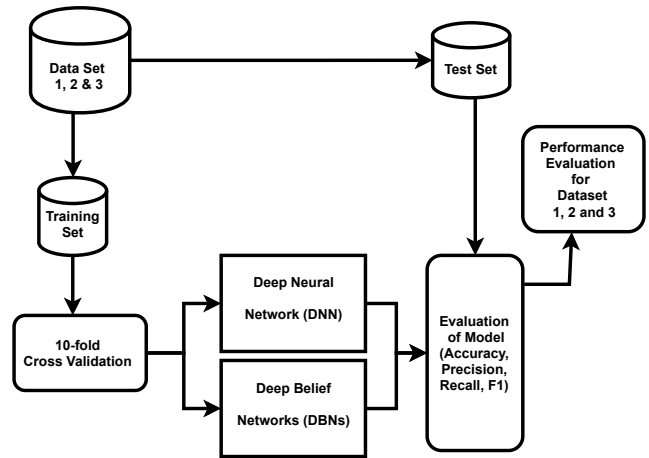 Data Set
1, 2 & 3
Test Set
Performance
Evaluation
for
Dataset
1, 2 and 3
Training
Set
Deep Neural
Network (DNN)
10-fold
Cross Validation
Deep Belief
Networks (DBNs)
Evaluation
of Model
(Accuracy,
Precision,
Recall, F1)